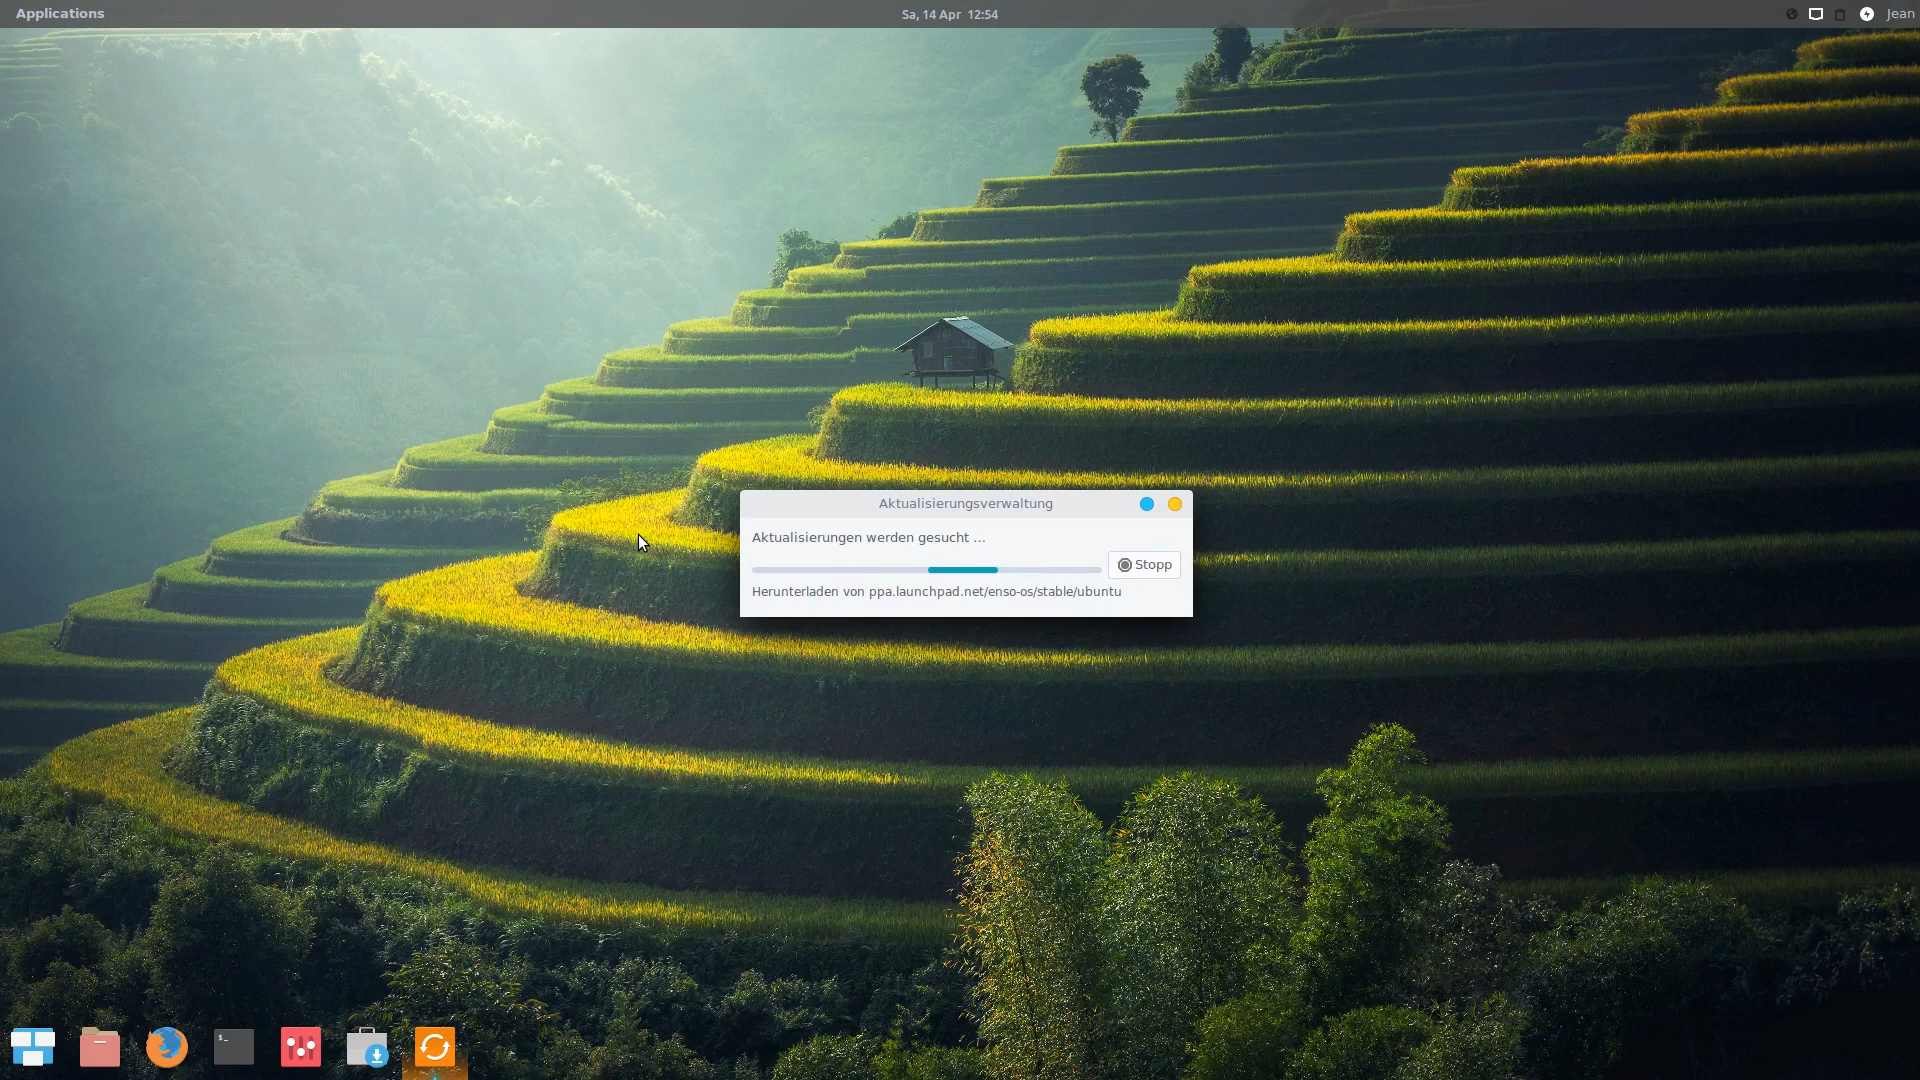 Applications
Sa, 14 Apr 12:54
Jean
Aktualisierungsverwaltung
Aktualisierungen werden gesucht ...
Stopp
Herunterladen von ppa.launchpad.net/enso-os/stable/ubuntu
$_